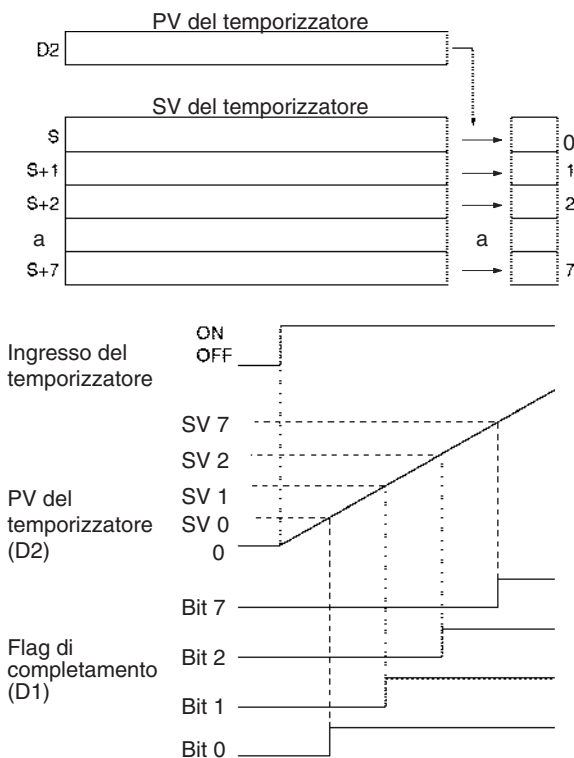 PV del temporizzatore
D2
SV del temporizzatore
S
0
S+1
1
S+2
2
a
a
S+7
7
ON
OFF
Ingresso del
temporizzatore
SV 7
SV 2
SV 1
SV 0
0
PV del
temporizzatore
(D2)
Bit 7
Bit 2
Bit 1
Bit 0
Flag di
completamento
(D1)